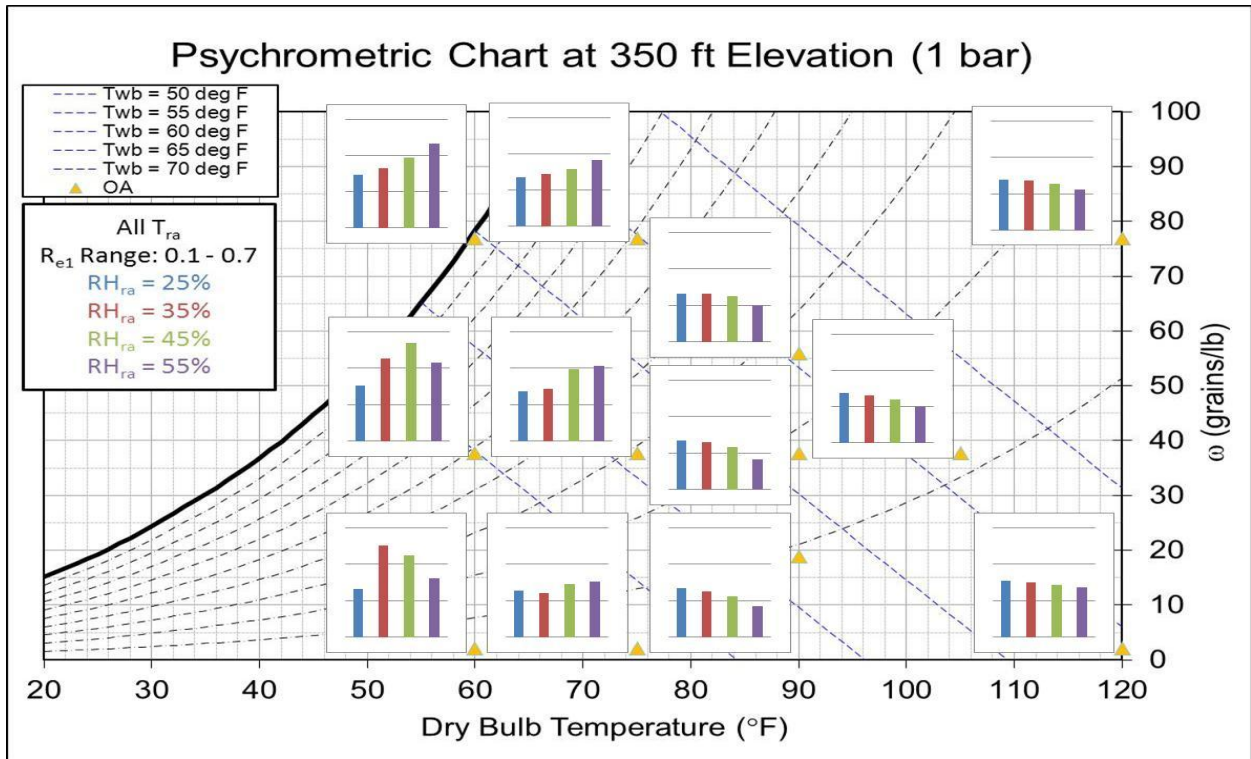 Psychrometric Chart at 350 ft Elevation (1 bar)
Twb = 50 deg F
Twb = 55 deg F
Twb = 60 deg F
Twb = 65 deg F
Twb = 70 deg F
OA
All Tra
Re1 Range: 0.1 - 0.7
RHra = 25%
RHra = 35%
RHra = 45%
RHra = 55%
100
90
80
70
60
50
40
30
20
10
0
ω (grains/lb)
20 30 40 50 60 70 80 90 100 110 120
Dry Bulb Temperature (°F)